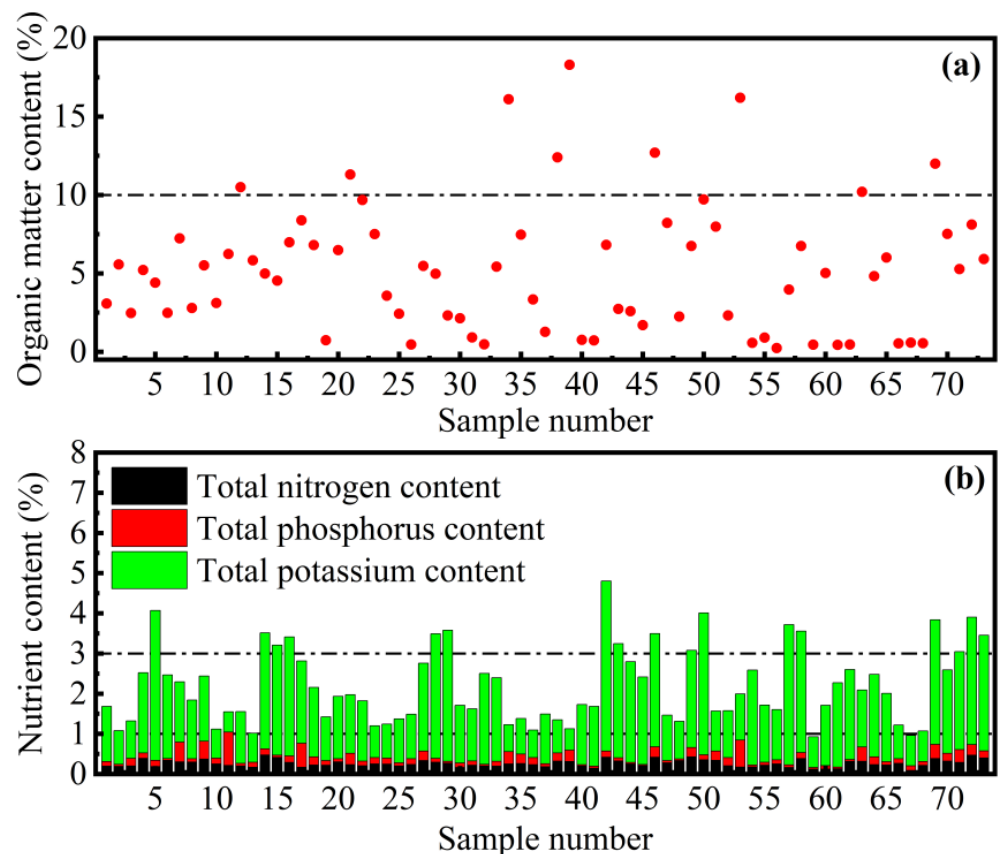 Organic matter content (%)
20
15
10
5
0
(a)
5 10 15 20 25 30 35 40 45 50 55 60 65 70
Sample number
Nutrient content (%)
8
7
6
5
4
3
2
1
0
(b)
Total nitrogen content
Total phosphorus content
Total potassium content
5 10 15 20 25 30 35 40 45 50 55 60 65 70
Sample number